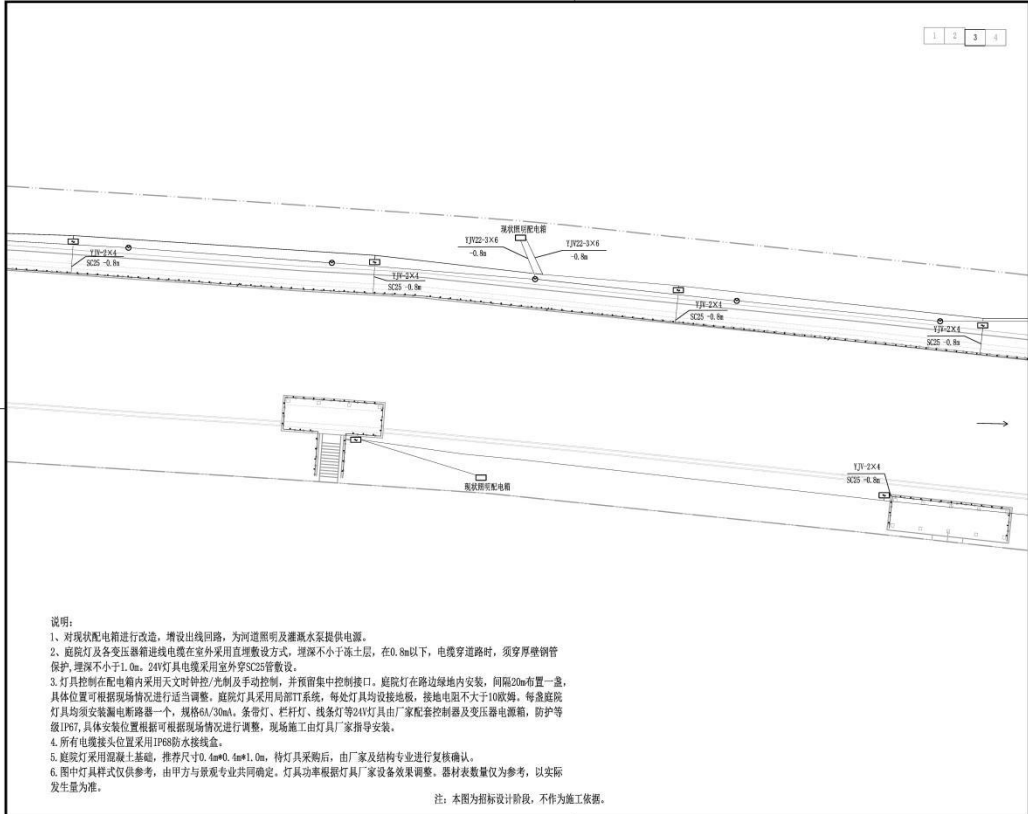 1 2 3 4
现状照明配电箱
YJV22-3×6 YJV22-3×6
-0.8m -0.8m
YJV-2×4
SC25 -0.8m
YJV-2×4
SC25 -0.8m
YJV-2×4
SC25 -0.8m
YJV-2×4
SC25 -0.8m
YJV-2×4
SC25 -0.8m
现状照明配电箱
说明:
1、对现状配电箱进行改造，增设出线回路，为河道照明及灌溉水泵提供电源。
2、庭院灯及各变压器箱进线电缆在室外采用直埋敷设方式，埋深不小于冻土层，在0.8m以下，电缆穿道路时，须穿厚壁钢管
保护，埋深不小于1.0m。24V灯具电缆采用室外穿SC25管敷设。
3.灯具控制在配电箱内采用天文时钟控/光制及手动控制，并预留集中控制接口。庭院灯在路边绿地内安装，间隔20m布置一盏，
具体位置可根据现场情况进行适当调整。庭院灯具采用局部TT系统，每处灯具均设接地极，接地电阻不大于10欧姆。每盏庭院
灯具均须安装漏电断路器一个，规格6A/30mA。条带灯、栏杆灯、线条灯等24V灯具由厂家配套控制器及变压器电源箱，防护等
级IP67，具体安装位置根据可根据现场情况进行调整，现场施工由灯具厂家指导安装。
4.所有电缆接头位置采用IP68防水接线盒。
5.庭院灯采用混凝土基础，推荐尺寸0.4m*0.4m*1.0m，待灯具采购后，由厂家及结构专业进行复核确认。
6.图中灯具样式仅供参考，由甲方与景观专业共同确定。灯具功率根据灯具厂家设备效果调整。器材表数量仅为参考，以实际
发生量为准。
注：本图为招标设计阶段，不作为施工依据。